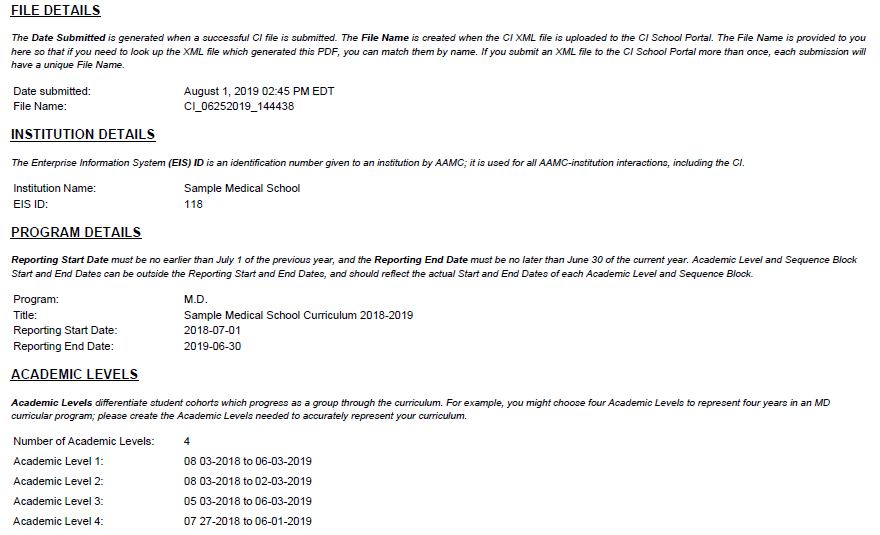 FILE DETAILS
The Date Submitted is generated when a successful CI file is submitted. The File Name is created when the CI XML file is uploaded to the CI School Portal. The File Name is provided to you
here so that if you need to look up the XML file which generated this PDF, you can match them by name. If you submit an XML file to the CI School Portal more than once, each submission will
have a unique File Name.
Date submitted: August 1, 2019 02:45 PM EDT
File Name: CI_06252019_144438
INSTITUTION DETAILS
The Enterprise Information System (EIS) ID is an identification number given to an institution by AAMC; it is used for all AAMC-institution interactions, including the CI.
Institution Name: Sample Medical School
EIS ID: 118
PROGRAM DETAILS
Reporting Start Date must be no earlier than July 1 of the previous year, and the Reporting End Date must be no later than June 30 of the current year. Academic Level and Sequence Block
Start and End Dates can be outside the Reporting Start and End Dates, and should reflect the actual Start and End Dates of each Academic Level and Sequence Block.
Program: M.D.
Title: Sample Medical School Curriculum 2018-2019
Reporting Start Date: 2018-07-01
Reporting End Date: 2019-06-30
ACADEMIC LEVELS
Academic Levels differentiate student cohorts which progress as a group through the curriculum. For example, you might choose four Academic Levels to represent four years in an MD
curricular program; please create the Academic Levels needed to accurately represent your curriculum.
Number of Academic Levels: 4
Academic Level 1: 08 03-2018 to 06-03-2019
Academic Level 2: 08 03-2018 to 02-03-2019
Academic Level 3: 05 03-2018 to 06-03-2019
Academic Level 4: 07 27-2018 to 06-01-2019